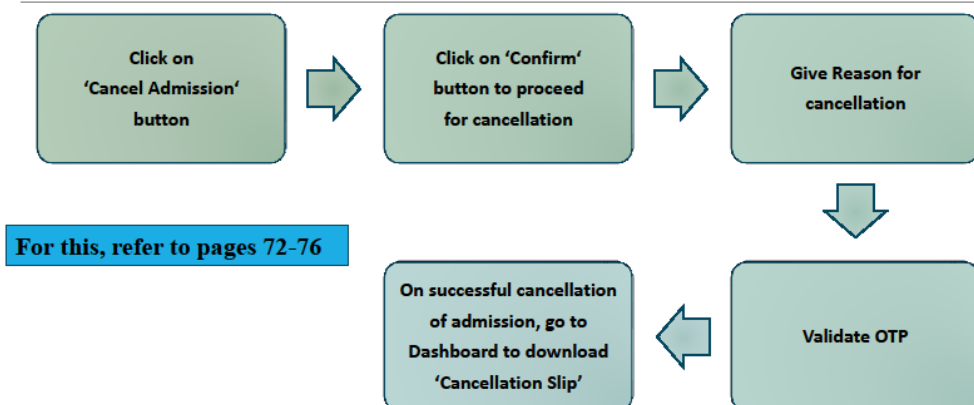 Click on
‘Cancel Admission‘
button
Click on ‘Confirm‘
button to proceed
for cancellation
Give Reason for
cancellation
For this, refer to pages 72-76
On successful cancellation
of admission, go to
Dashboard to download
‘Cancellation Slip’
Validate OTP